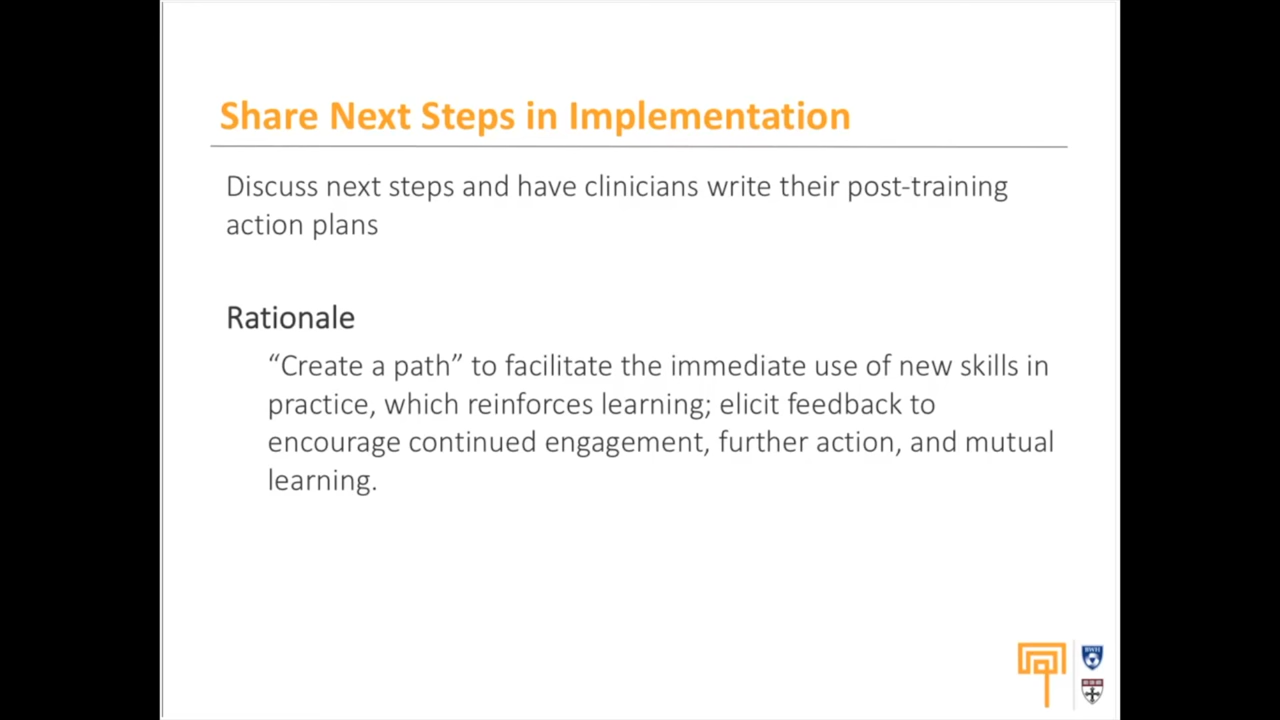 Share Next Steps in Implementation
Discuss next steps and have clinicians write their post-training
action plans
Rationale
“Create a path” to facilitate the immediate use of new skills in
practice, which reinforces learning; elicit feedback to
encourage continued engagement, further action, and mutual
learning.
BWH